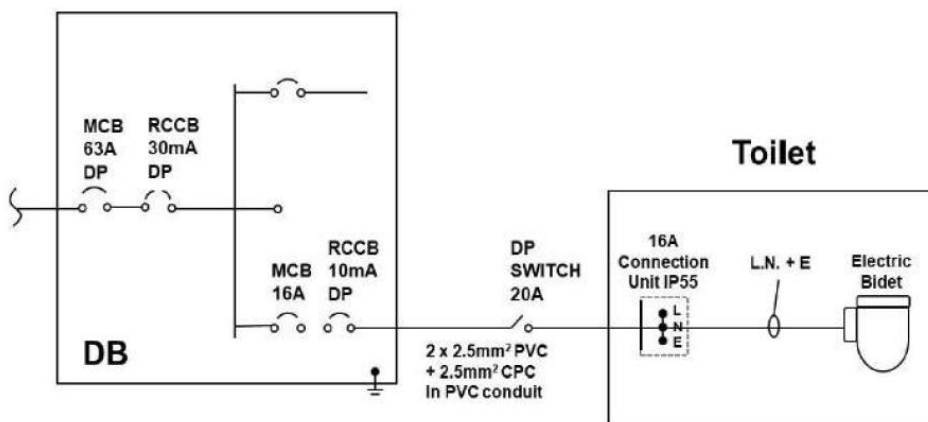 MCB
63A
DP
RCCB
30mA
DP
MCB
16A
RCCB
10mA
DP
DB
DP
SWITCH
20A
2 x 2.5mm² PVC
+ 2.5mm² CPC
In PVC conduit
Toilet
16A
Connection
Unit IP55
L
N
E
L.N. + E
Electric
Bidet